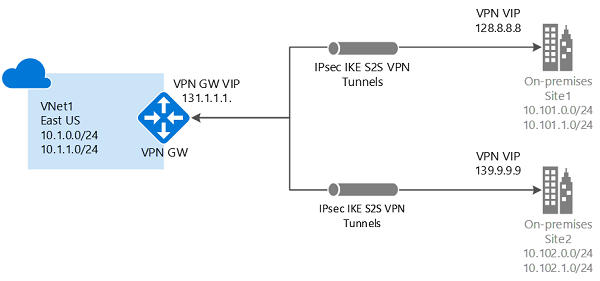 VNet1
East US
10.1.0.0/24
10.1.1.0/24
VPN GW VIP
131.1.1.1.
VPN GW
IPsec IKE S2S VPN
Tunnels
VPN VIP
128.8.8.8
On-premises
Site1
10.101.0.0/24
10.101.1.0/24
IPsec IKE S2S VPN
Tunnels
VPN VIP
139.9.9.9
On-premises
Site2
10.102.0.0/24
10.102.1.0/24